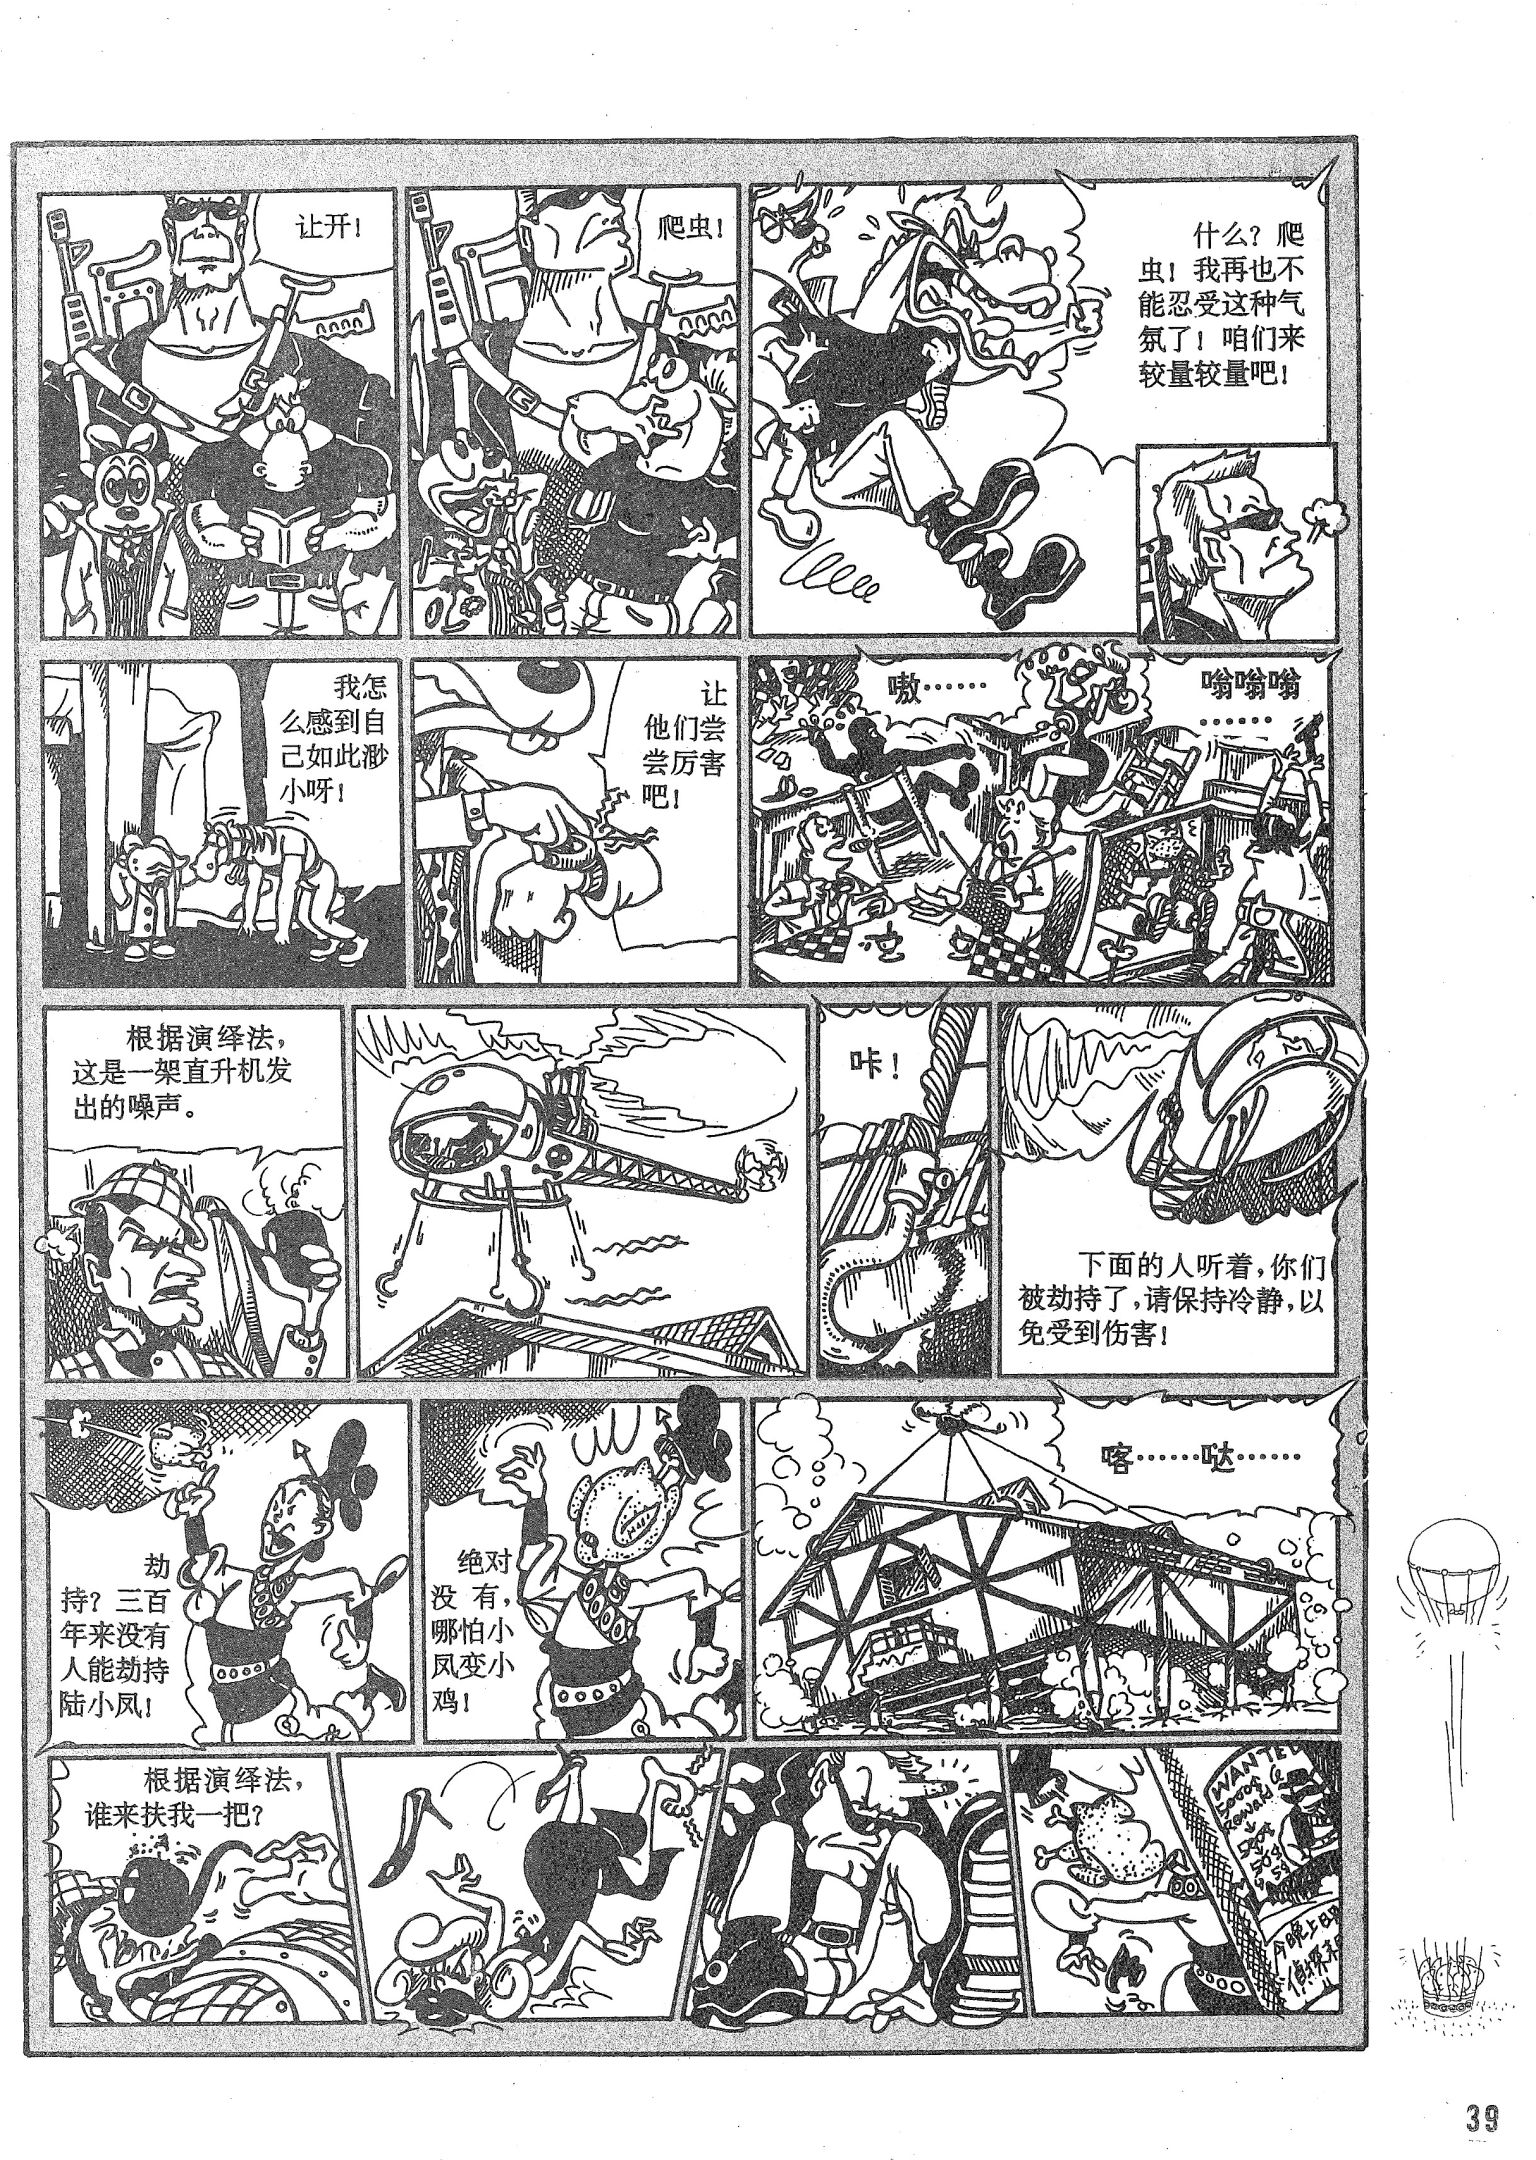 让开！
爬虫！
什么？爬
虫！我再也不
能忍受这种气
氛了！咱们来
较量较量吧！
我怎
么感到自
己如此渺
小呀！
让
他们尝
尝厉害
吧！
嗷……
嗡嗡嗡
……
根据演绎法，
这是一架直升机发
出的噪声。
咔！
下面的人听着，你们
被劫持了，请保持冷静，以
免受到伤害！
劫
持？三百
年来没有
人能劫持
陆小凤！
绝对
没有，
哪怕小
凤变小
鸡！
喀……哒……
根据演绎法，
谁来扶我一把？
WANTE
5000$
Reward
今晚上映
39